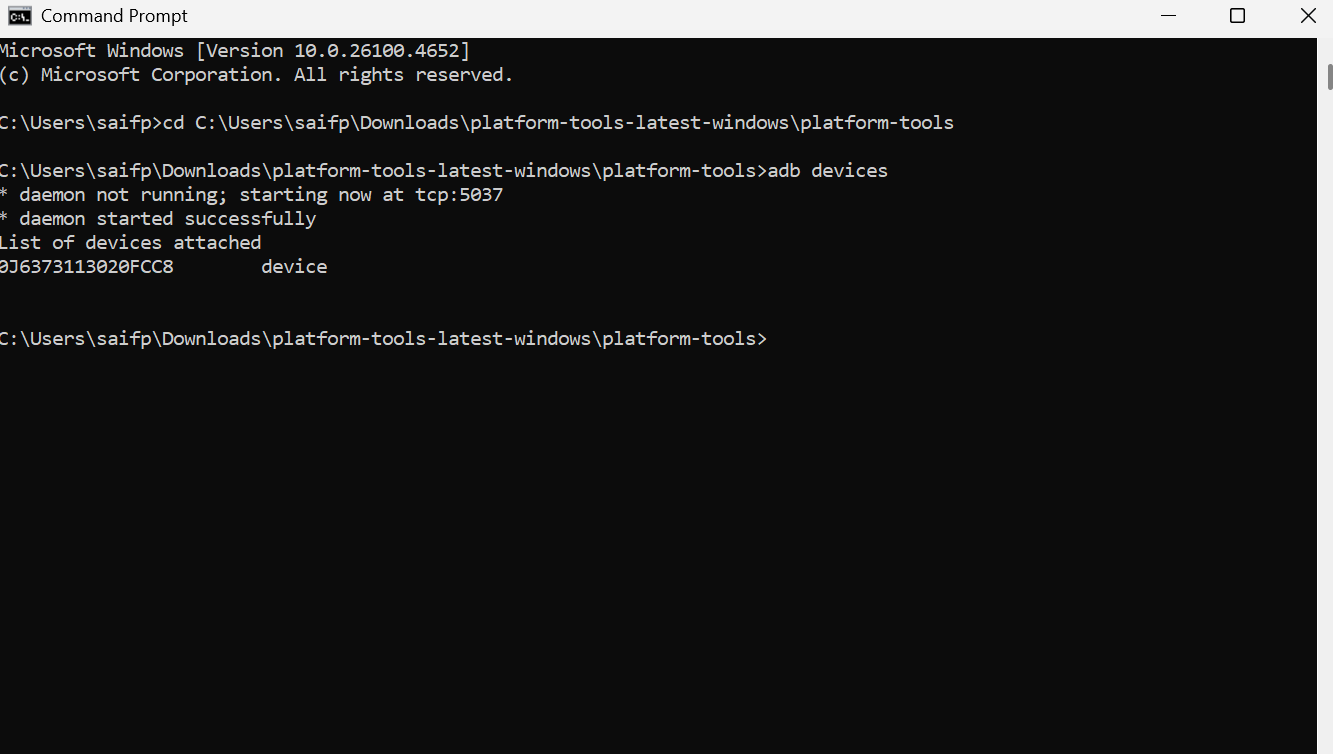 Command Prompt
Microsoft Windows [Version 10.0.26100.4652]
(c) Microsoft Corporation. All rights reserved.
C:\Users\saifp>cd C:\Users\saifp\Downloads\platform-tools-latest-windows\platform-tools
C:\Users\saifp\Downloads\platform-tools-latest-windows\platform-tools>adb devices
* daemon not running; starting now at tcp:5037
* daemon started successfully
List of devices attached
0J6373113020FCC8        device
C:\Users\saifp\Downloads\platform-tools-latest-windows\platform-tools>